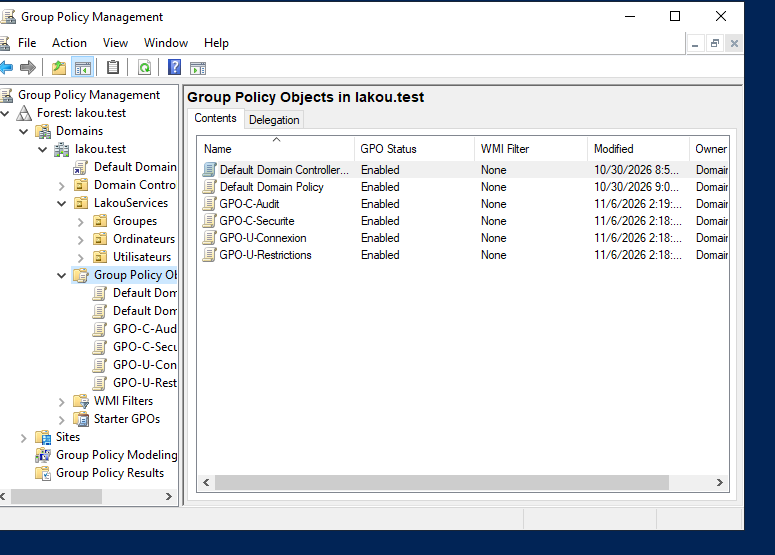 Group Policy Management
File Action View Window Help
Group Policy Management
Forest: lakou.test
Domains
lakou.test
Default Domain
Domain Contro
LakouServices
Groupes
Ordinateurs
Utilisateurs
Group Policy Ob
Default Dom
Default Dom
GPO-C-Aud
GPO-C-Secu
GPO-U-Con
GPO-U-Rest
WMI Filters
Starter GPOs
Sites
Group Policy Modeling
Group Policy Results
Group Policy Objects in lakou.test
Contents Delegation
Name GPO Status WMI Filter Modified Owner
Default Domain Controller... Enabled None 10/30/2026 8:5... Domain
Default Domain Policy Enabled None 10/30/2026 9:0... Domain
GPO-C-Audit Enabled None 11/6/2026 2:19:... Domain
GPO-C-Securite Enabled None 11/6/2026 2:18:... Domain
GPO-U-Connexion Enabled None 11/6/2026 2:18:... Domain
GPO-U-Restrictions Enabled None 11/6/2026 2:18:... Domain